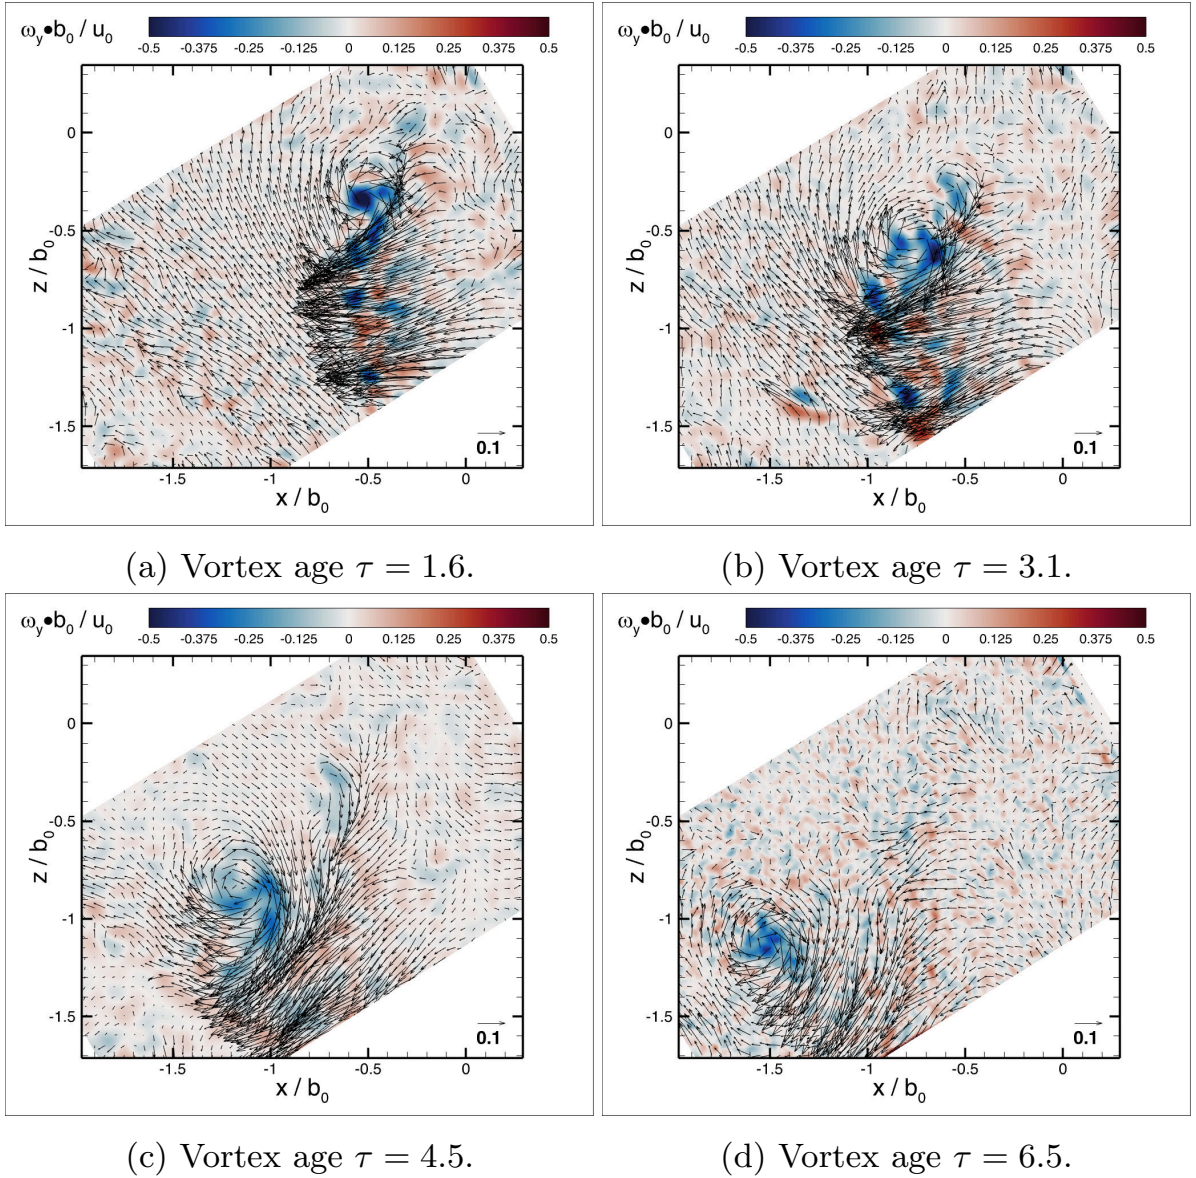 ω_y•b_0 / u_0
-0.5 -0.375 -0.25 -0.125 0 0.125 0.25 0.375 0.5
z / b_0
0
-0.5
-1
-1.5
0.1
-1.5 -1 -0.5 0
x / b_0
(a) Vortex age τ = 1.6.
ω_y•b_0 / u_0
-0.5 -0.375 -0.25 -0.125 0 0.125 0.25 0.375 0.5
z / b_0
0
-0.5
-1
-1.5
0.1
-1.5 -1 -0.5 0
x / b_0
(b) Vortex age τ = 3.1.
ω_y•b_0 / u_0
-0.5 -0.375 -0.25 -0.125 0 0.125 0.25 0.375 0.5
z / b_0
0
-0.5
-1
-1.5
0.1
-1.5 -1 -0.5 0
x / b_0
(c) Vortex age τ = 4.5.
ω_y•b_0 / u_0
-0.5 -0.375 -0.25 -0.125 0 0.125 0.25 0.375 0.5
z / b_0
0
-0.5
-1
-1.5
0.1
-1.5 -1 -0.5 0
x / b_0
(d) Vortex age τ = 6.5.